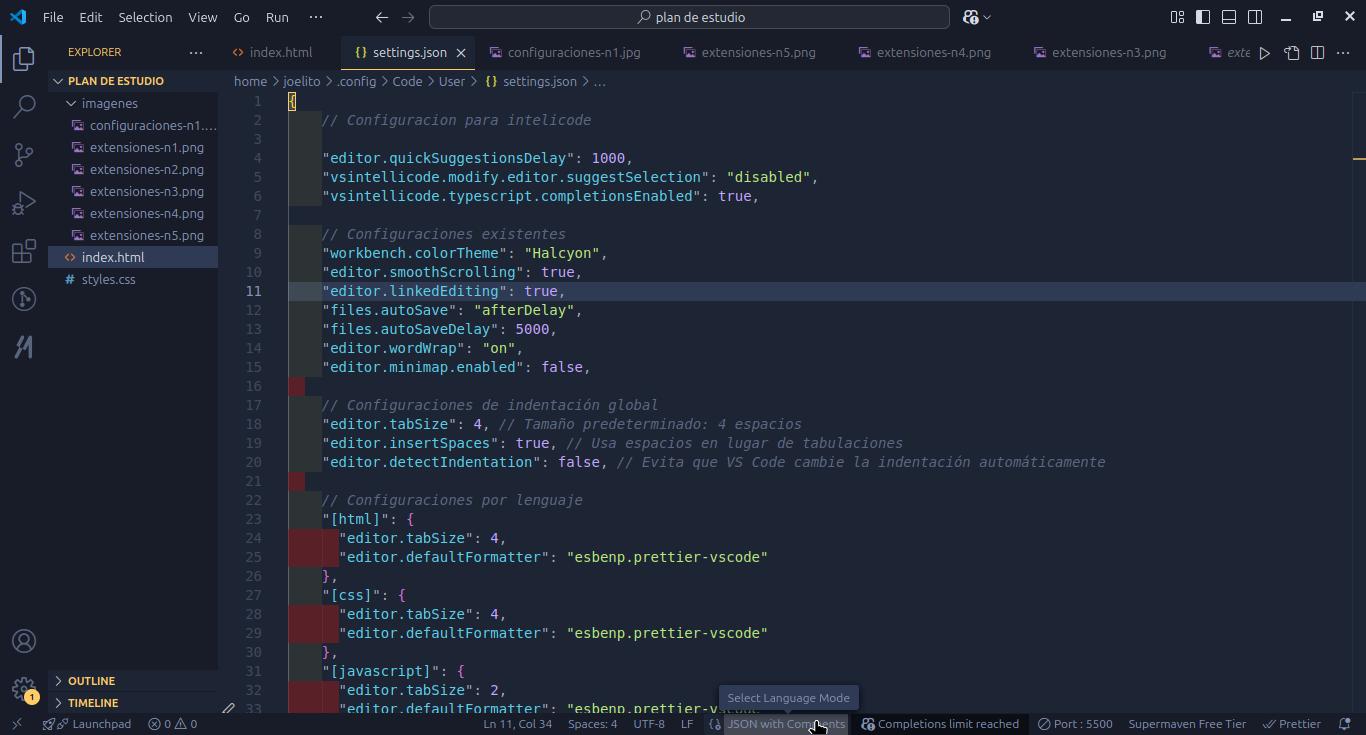 File Edit Selection View Go Run ··· plan de estudio
EXPLORER ···
index.html settings.json configuraciones-n1.jpg extensiones-n5.png extensiones-n4.png extensiones-n3.png exte ···
PLAN DE ESTUDIO
imagenes
configuraciones-n1....
extensiones-n1.png
extensiones-n2.png
extensiones-n3.png
extensiones-n4.png
extensiones-n5.png
index.html
styles.css
OUTLINE
TIMELINE
home > joelito > .config > Code > User > {} settings.json > ...
1 {
2 // Configuracion para intelicode
3
4 "editor.quickSuggestionsDelay": 1000,
5 "vsintellicode.modify.editor.suggestSelection": "disabled",
6 "vsintellicode.typescript.completionsEnabled": true,
7
8 // Configuraciones existentes
9 "workbench.colorTheme": "Halcyon",
10 "editor.smoothScrolling": true,
11 "editor.linkedEditing": true,
12 "files.autoSave": "afterDelay",
13 "files.autoSaveDelay": 5000,
14 "editor.wordWrap": "on",
15 "editor.minimap.enabled": false,
16
17 // Configuraciones de indentación global
18 "editor.tabSize": 4, // Tamaño predeterminado: 4 espacios
19 "editor.insertSpaces": true, // Usa espacios en lugar de tabulaciones
20 "editor.detectIndentation": false, // Evita que VS Code cambie la indentación automáticamente
21
22 // Configuraciones por lenguaje
23 "[html]": {
24 "editor.tabSize": 4,
25 "editor.defaultFormatter": "esbenp.prettier-vscode"
26 },
27 "[css]": {
28 "editor.tabSize": 4,
29 "editor.defaultFormatter": "esbenp.prettier-vscode"
30 },
31 "[javascript]": {
32 "editor.tabSize": 2,
33 "editor.defaultFormatter": "esbenp.prettier-vscode"
Select Language Mode
1
Launchpad 0 0 Ln 11, Col 34 Spaces: 4 UTF-8 LF {} JSON with Comments Completions limit reached Port : 5500 Supermaven Free Tier Prettier